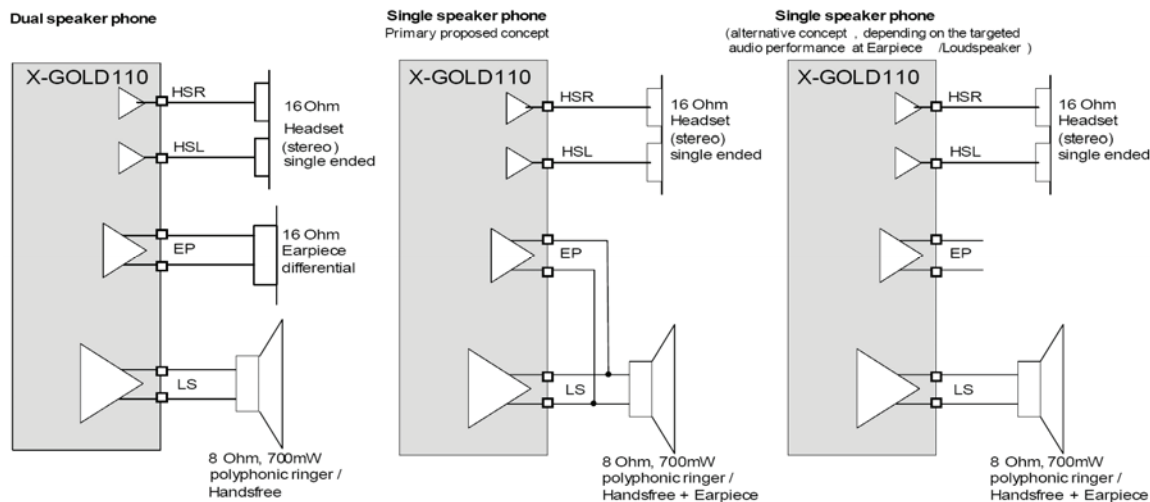 Dual speaker phone
X-GOLD110
HSR
HSL
16 Ohm
Headset
(stereo)
single ended
EP
16 Ohm
Earpiece
differential
LS
8 Ohm, 700mW
polyphonic ringer /
Handsfree
Single speaker phone
Primary proposed concept
X-GOLD110
HSR
HSL
16 Ohm
Headset
(stereo)
single ended
EP
LS
8 Ohm, 700mW
polyphonic ringer /
Handsfree + Earpiece
Single speaker phone
(alternative concept , depending on the targeted
audio performance at Earpiece /Loudspeaker )
X-GOLD110
HSR
HSL
16 Ohm
Headset
(stereo)
single ended
EP
LS
8 Ohm, 700mW
polyphonic ringer /
Handsfree + Earpiece